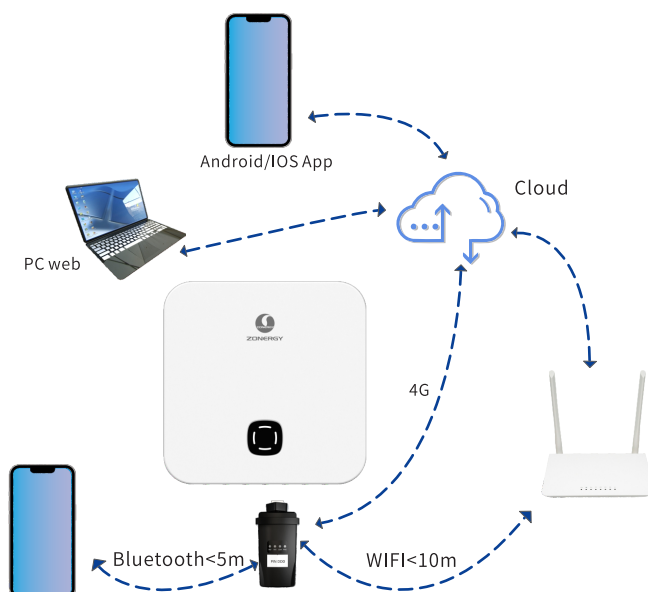 Android/IOS App
Cloud
PC web
ZONERGY
4G
Bluetooth<5m
WIFI<10m